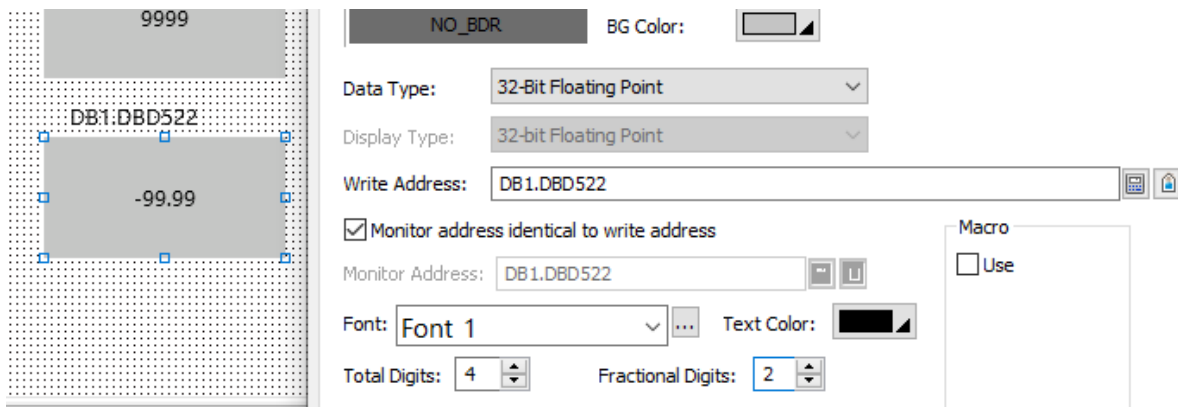 9999
DB1.DBD522
-99.99
NO_BDR
BG Color:
Data Type:
32-Bit Floating Point
Display Type:
32-bit Floating Point
Write Address:
DB1.DBD522
Monitor address identical to write address
Macro
Monitor Address:
DB1.DBD522
Use
Font:
Font 1
...
Text Color:
Total Digits:
4
Fractional Digits:
2